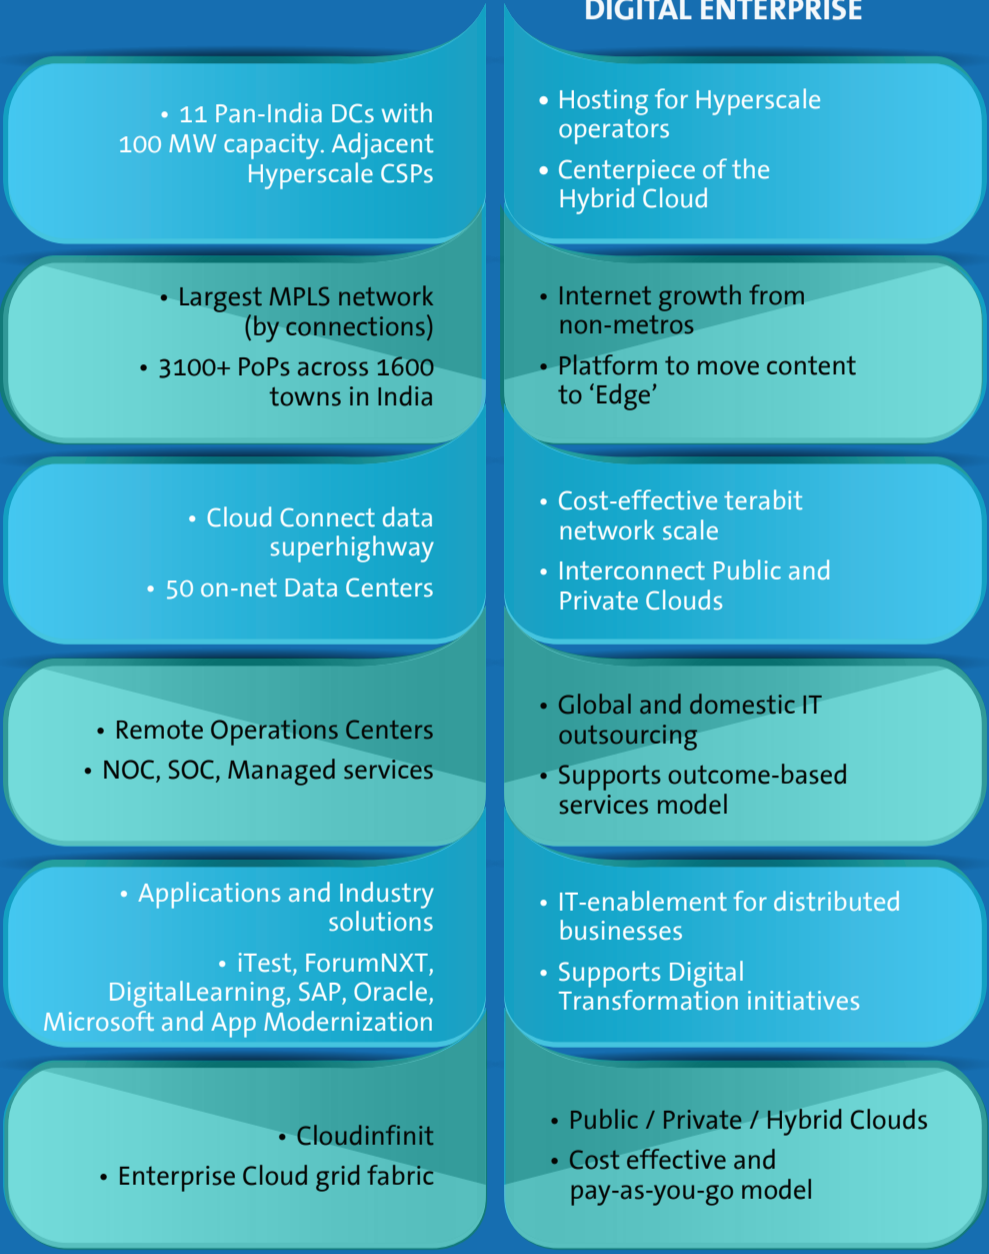 DIGITAL ENTERPRISE
• 11 Pan-India DCs with
100 MW capacity. Adjacent
Hyperscale CSPs
• Hosting for Hyperscale
operators
• Centerpiece of the
Hybrid Cloud
• Largest MPLS network
(by connections)
• 3100+ PoPs across 1600
towns in India
• Internet growth from
non-metros
• Platform to move content
to ‘Edge’
• Cloud Connect data
superhighway
• 50 on-net Data Centers
• Cost-effective terabit
network scale
• Interconnect Public and
Private Clouds
• Remote Operations Centers
• NOC, SOC, Managed services
• Global and domestic IT
outsourcing
• Supports outcome-based
services model
• Applications and Industry
solutions
• iTest, ForumNXT,
DigitalLearning, SAP, Oracle,
Microsoft and App Modernization
• IT-enablement for distributed
businesses
• Supports Digital
Transformation initiatives
• Cloudinfinit
• Enterprise Cloud grid fabric
• Public / Private / Hybrid Clouds
• Cost effective and
pay-as-you-go model